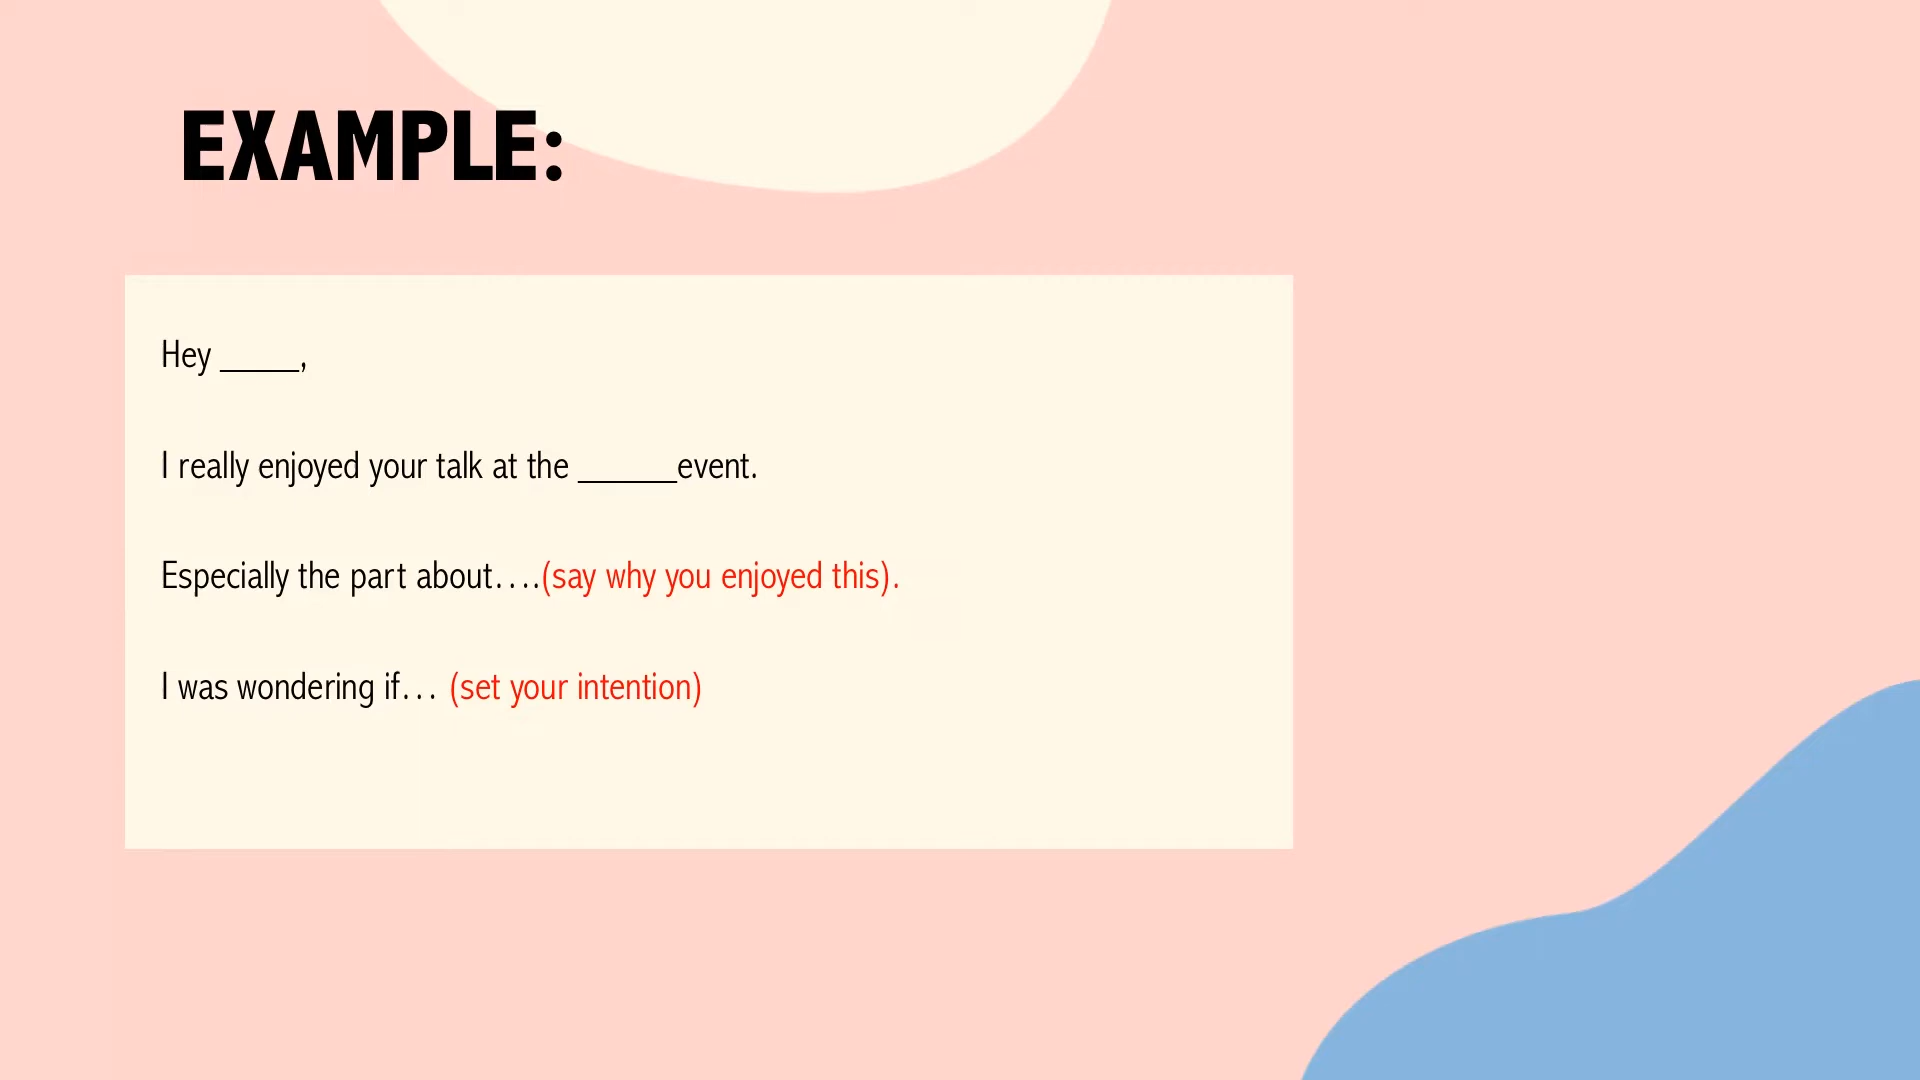 EXAMPLE:
Hey _____,
I really enjoyed your talk at the ______event.
Especially the part about....(say why you enjoyed this).
I was wondering if... (set your intention)